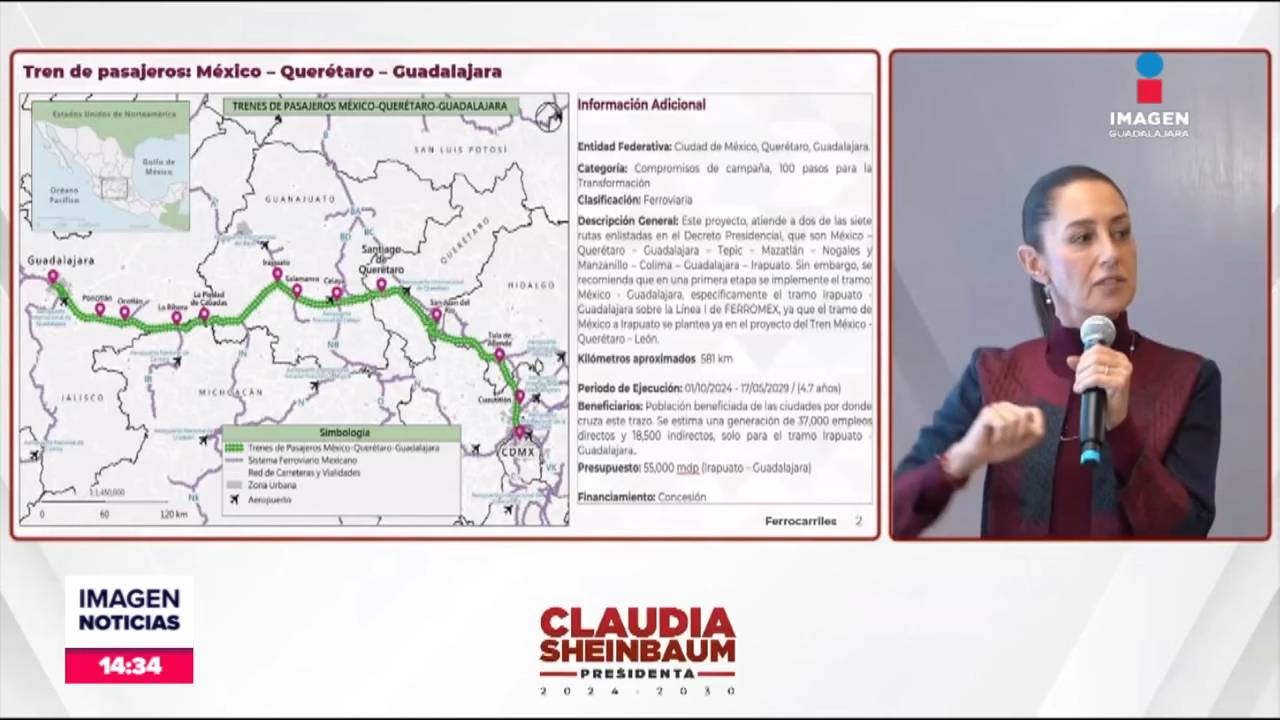 Tren de pasajeros: México – Querétaro – Guadalajara
IMAGEN
GUADALAJARA
TRENES DE PASAJEROS MÉXICO-QUERÉTARO-GUADALAJARA
Estados Unidos de Norteamérica
Golfo de
México
Océano
Pacífico
SAN LUIS POTOSÍ
GUANAJUATO
QUERÉTARO
HIDALGO
Guadalajara
Poncitlán
Ocotlán
La Ribera
La Piedad
de Cabadas
Irapuato
Salamanca
Celaya
Santiago
de
Querétaro
San Juan del
Río
Tula de
Allende
Cuautitlán
CDMX
JALISCO
MICHOACÁN
Simbología
Trenes de Pasajeros México-Querétaro-Guadalajara
Sistema Ferroviario Mexicano
Red de Carreteras y Vialidades
Zona Urbana
Aeropuerto
1:1,450,000
0 60 120 km
Información Adicional
Entidad Federativa: Ciudad de México, Querétaro, Guadalajara.
Categoría: Compromisos de campaña, 100 pasos para la
Transformación
Clasificación: Ferroviaria
Descripción General: Este proyecto, atiende a dos de las siete
rutas enlistadas en el Decreto Presidencial, que son México –
Querétaro – Guadalajara – Tepic – Mazatlán – Nogales y
Manzanillo – Colima – Guadalajara – Irapuato. Sin embargo, se
recomienda que en una primera etapa se implemente el tramo:
México - Guadalajara, específicamente el tramo Irapuato -
Guadalajara sobre la Línea I de FERROMEX, ya que el tramo de
México a Irapuato se plantea ya en el proyecto del Tren México -
Querétaro – León.
Kilómetros aproximados 581 km
Periodo de Ejecución: 01/10/2024 - 17/05/2029 / (4.7 años)
Beneficiarios: Población beneficiada de las ciudades por donde
cruza este trazo. Se estima una generación de 37,000 empleos
directos y 18,500 indirectos, solo para el tramo Irapuato -
Guadalajara..
Presupuesto: 55,000 mdp (Irapuato – Guadalajara)
Financiamiento: Concesión
Ferrocarriles 2
IMAGEN
NOTICIAS
14:34
CLAUDIA
SHEINBAUM
PRESIDENTA
2024-2030